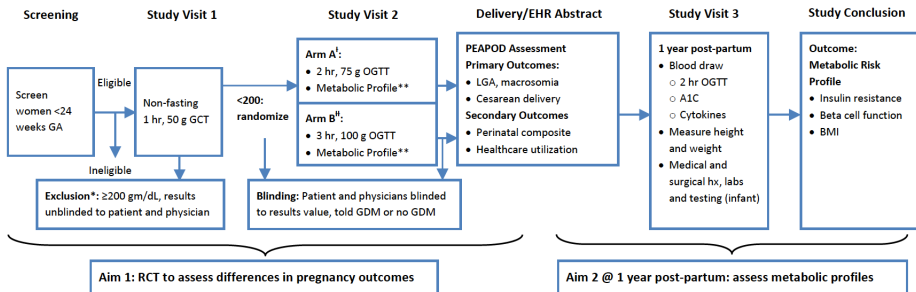 Screening
Study Visit 1
Study Visit 2
Delivery/EHR Abstract
Study Visit 3
Study Conclusion
Screen
women <24
weeks GA
Eligible
Ineligible
Non-fasting
1 hr, 50 g GCT
Exclusion*: ≥200 gm/dL, results
unblinded to patient and physician
<200:
randomize
Arm Aᴵ:
• 2 hr, 75 g OGTT
• Metabolic Profile**
Arm Bᴵᴵ:
• 3 hr, 100 g OGTT
• Metabolic Profile**
Blinding: Patient and physicians blinded
to results value, told GDM or no GDM
PEAPOD Assessment
Primary Outcomes:
• LGA, macrosomia
• Cesarean delivery
Secondary Outcomes
• Perinatal composite
• Healthcare utilization
1 year post-partum
• Blood draw
○ 2 hr OGTT
○ A1C
○ Cytokines
• Measure height
and weight
• Medical and
surgical hx, labs
and testing (infant)
Outcome:
Metabolic Risk
Profile
• Insulin resistance
• Beta cell function
• BMI
Aim 1: RCT to assess differences in pregnancy outcomes
Aim 2 @ 1 year post-partum: assess metabolic profiles